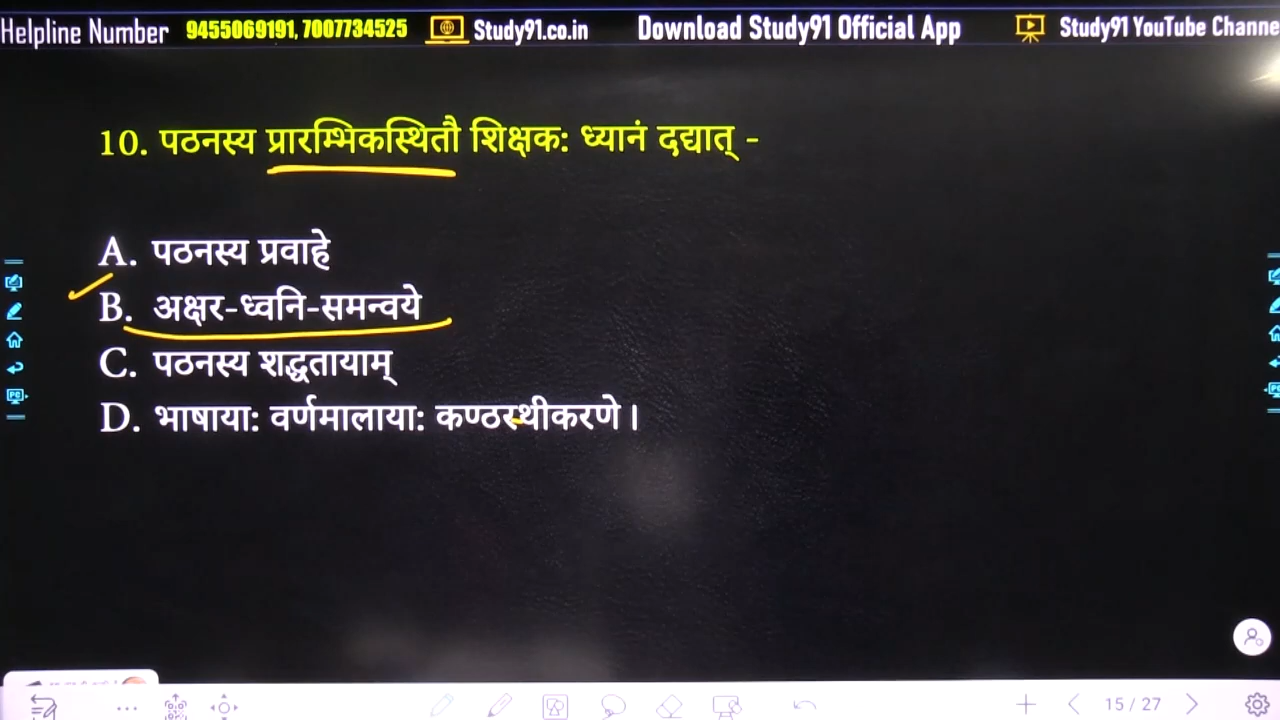 Helpline Number 9455069191, 7007734525 Study91.co.in Download Study91 Official App Study91 YouTube Channe
10. पठनस्य प्रारम्भिकस्थितौ शिक्षक: ध्यानं दद्यात् -
A. पठनस्य प्रवाहे
B. अक्षर-ध्वनि-समन्वये
C. पठनस्य शद्धतायाम्
D. भाषाया: वर्णमालाया: कण्ठस्थीकरणे।
15 / 27